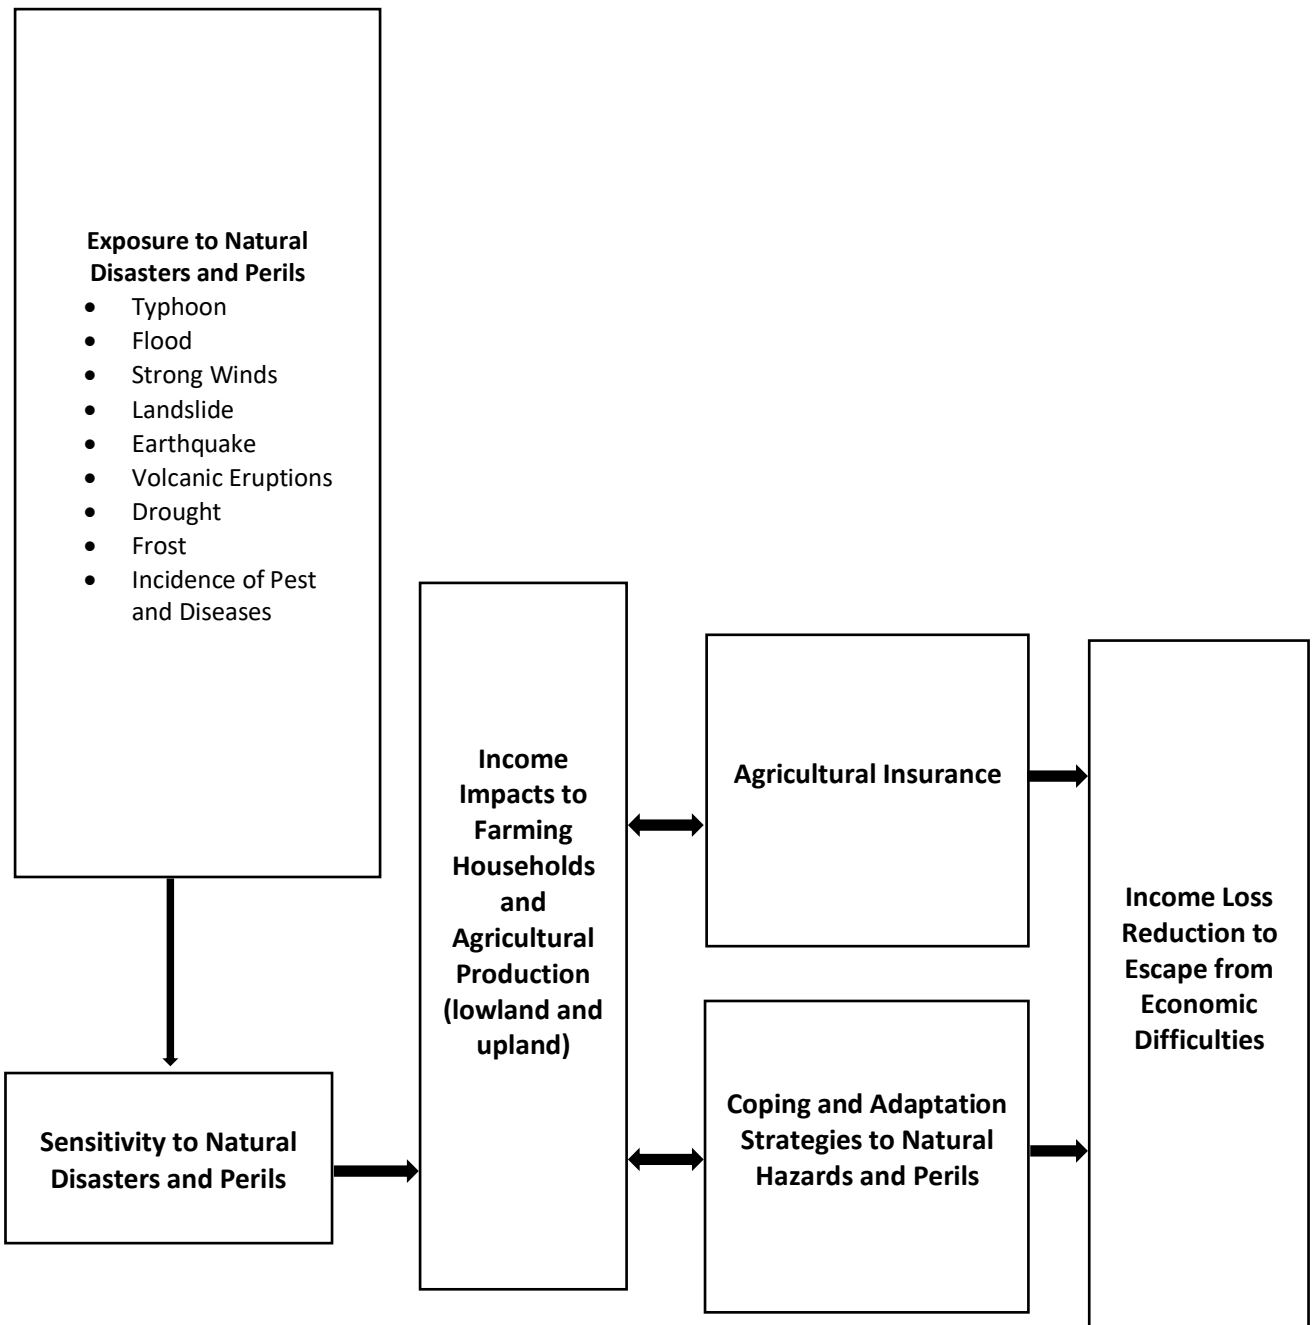 Exposure to Natural
Disasters and Perils
• Typhoon
• Flood
• Strong Winds
• Landslide
• Earthquake
• Volcanic Eruptions
• Drought
• Frost
• Incidence of Pest
and Diseases
Sensitivity to Natural
Disasters and Perils
Income
Impacts to
Farming
Households
and
Agricultural
Production
(lowland and
upland)
Agricultural Insurance
Coping and Adaptation
Strategies to Natural
Hazards and Perils
Income Loss
Reduction to
Escape from
Economic
Difficulties